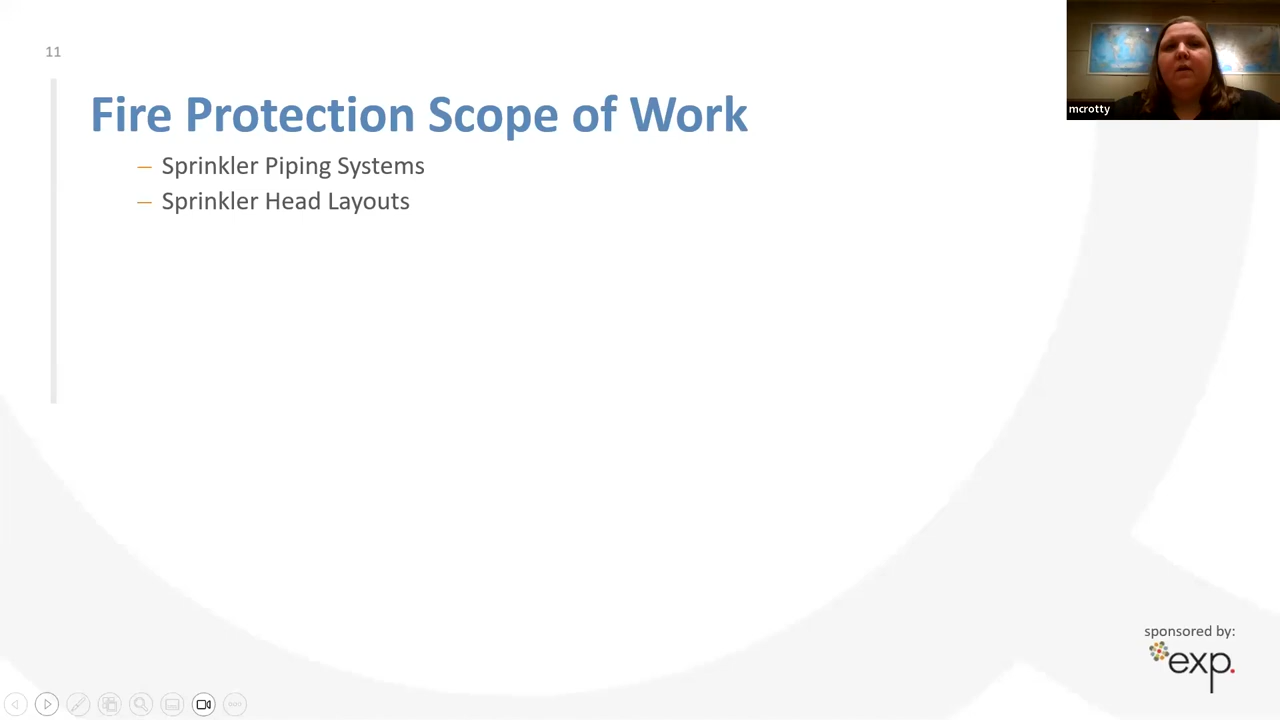 11
mcrotty
Fire Protection Scope of Work
– Sprinkler Piping Systems
– Sprinkler Head Layouts
sponsored by:
exp.